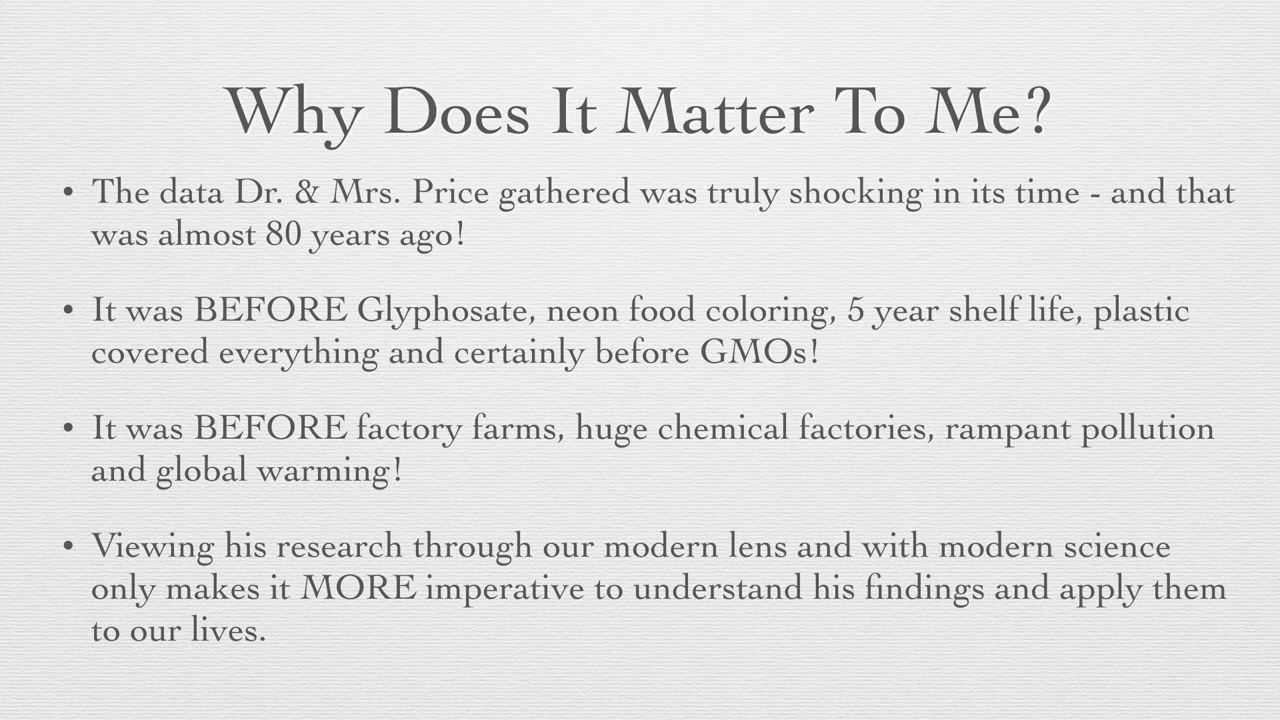 Why Does It Matter To Me?
• The data Dr. & Mrs. Price gathered was truly shocking in its time - and that
was almost 80 years ago!
• It was BEFORE Glyphosate, neon food coloring, 5 year shelf life, plastic
covered everything and certainly before GMOs!
• It was BEFORE factory farms, huge chemical factories, rampant pollution
and global warming!
• Viewing his research through our modern lens and with modern science
only makes it MORE imperative to understand his findings and apply them
to our lives.